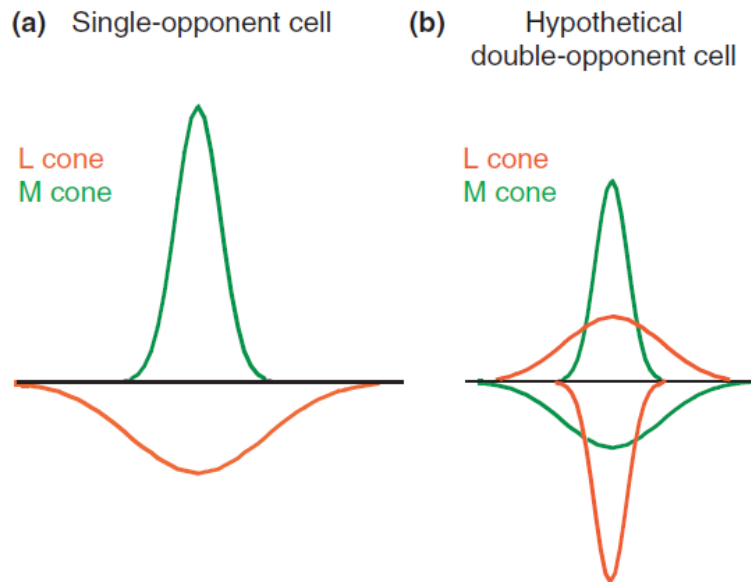 (a) Single-opponent cell
L cone
M cone
(b) Hypothetical
double-opponent cell
L cone
M cone